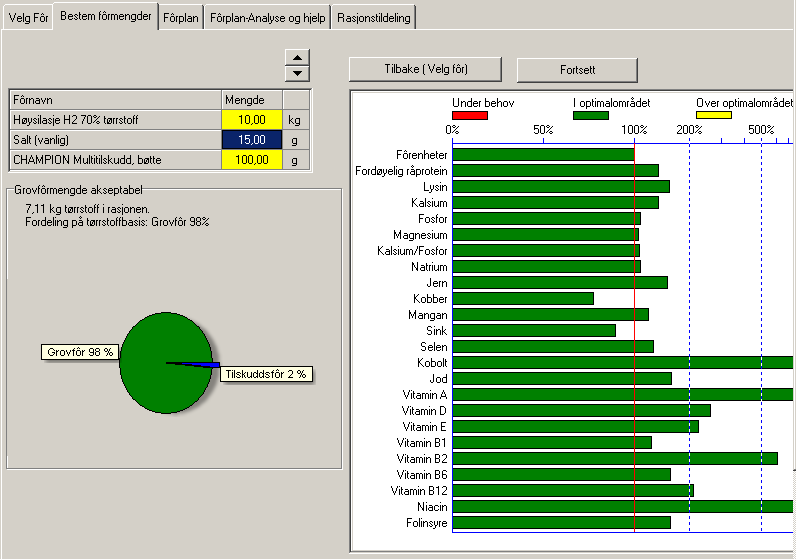 Velg Fôr Bestem fôrmengder Fôrplan Fôrplan-Analyse og hjelp Rasjonstildeling
Tilbake ( Velg fôr) Fortsett
Fôrnavn Mengde
Høysilasje H2 70% tørrstoff 10,00 kg
Salt (vanlig) 15,00 g
CHAMPION Multitilskudd, bøtte 100,00 g
Grovfôrmengde akseptabel
7,11 kg tørrstoff i rasjonen.
Fordeling på tørrstoffbasis: Grovfôr 98%
Grovfôr 98 %
Tilskuddsfôr 2 %
Under behov I optimalområdet Over optimalområdet
0% 50% 100% 200% 500%
Fôrenheter
Fordøyelig råprotein
Lysin
Kalsium
Fosfor
Magnesium
Kalsium/Fosfor
Natrium
Jern
Kobber
Mangan
Sink
Selen
Kobolt
Jod
Vitamin A
Vitamin D
Vitamin E
Vitamin B1
Vitamin B2
Vitamin B6
Vitamin B12
Niacin
Folinsyre